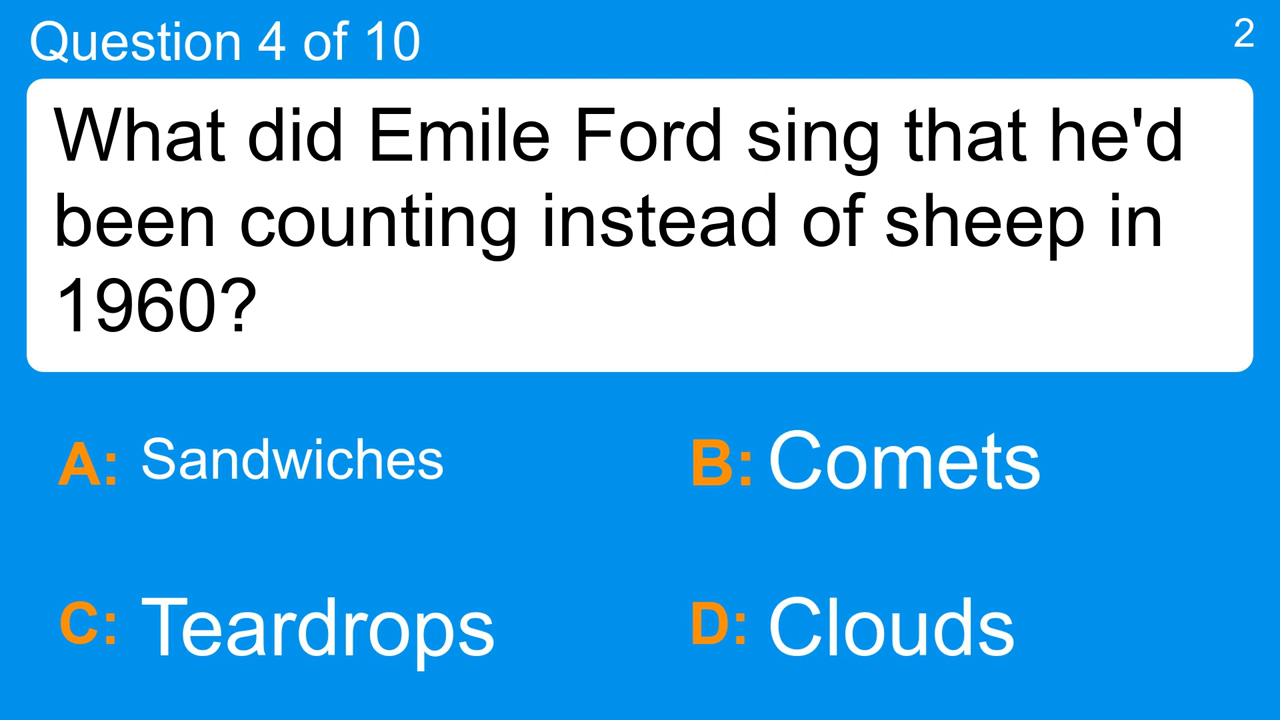 Question 4 of 10
2
What did Emile Ford sing that he'd
been counting instead of sheep in
1960?
A: Sandwiches
B: Comets
C: Teardrops
D: Clouds